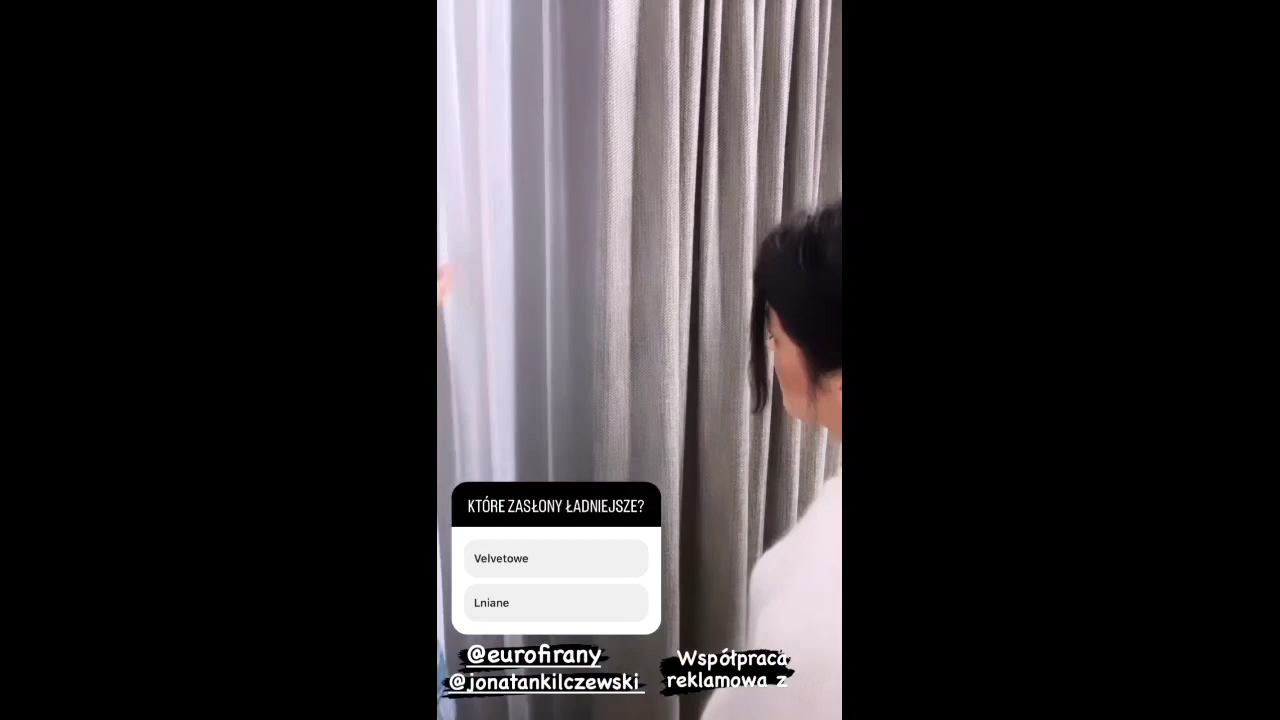 KTÓRE ZASŁONY ŁADNIEJSZE?
Velvetowe
Lniane
@eurofirany
@jonatankilczewski
Współpraca
reklamowa z